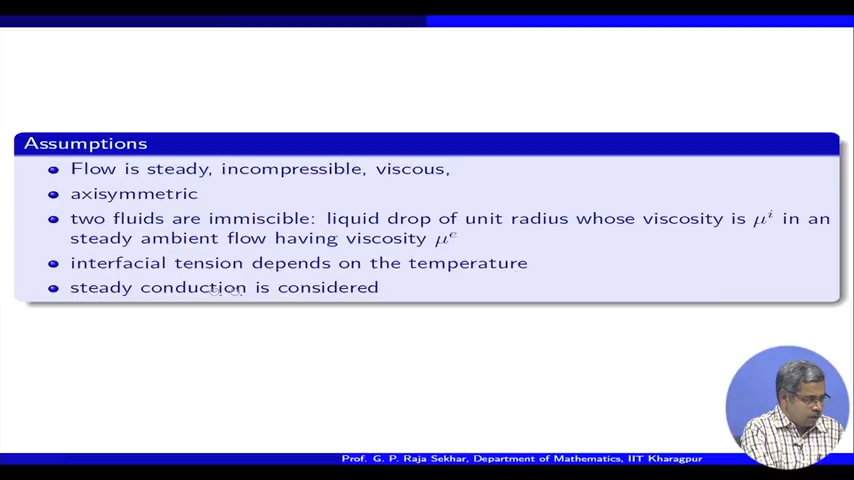 Assumptions
Flow is steady, incompressible, viscous,
axisymmetric
two fluids are immiscible: liquid drop of unit radius whose viscosity is μⁱ in an
steady ambient flow having viscosity μᵉ
interfacial tension depends on the temperature
steady conduction is considered
Prof. G. P. Raja Sekhar, Department of Mathematics, IIT Kharagpur